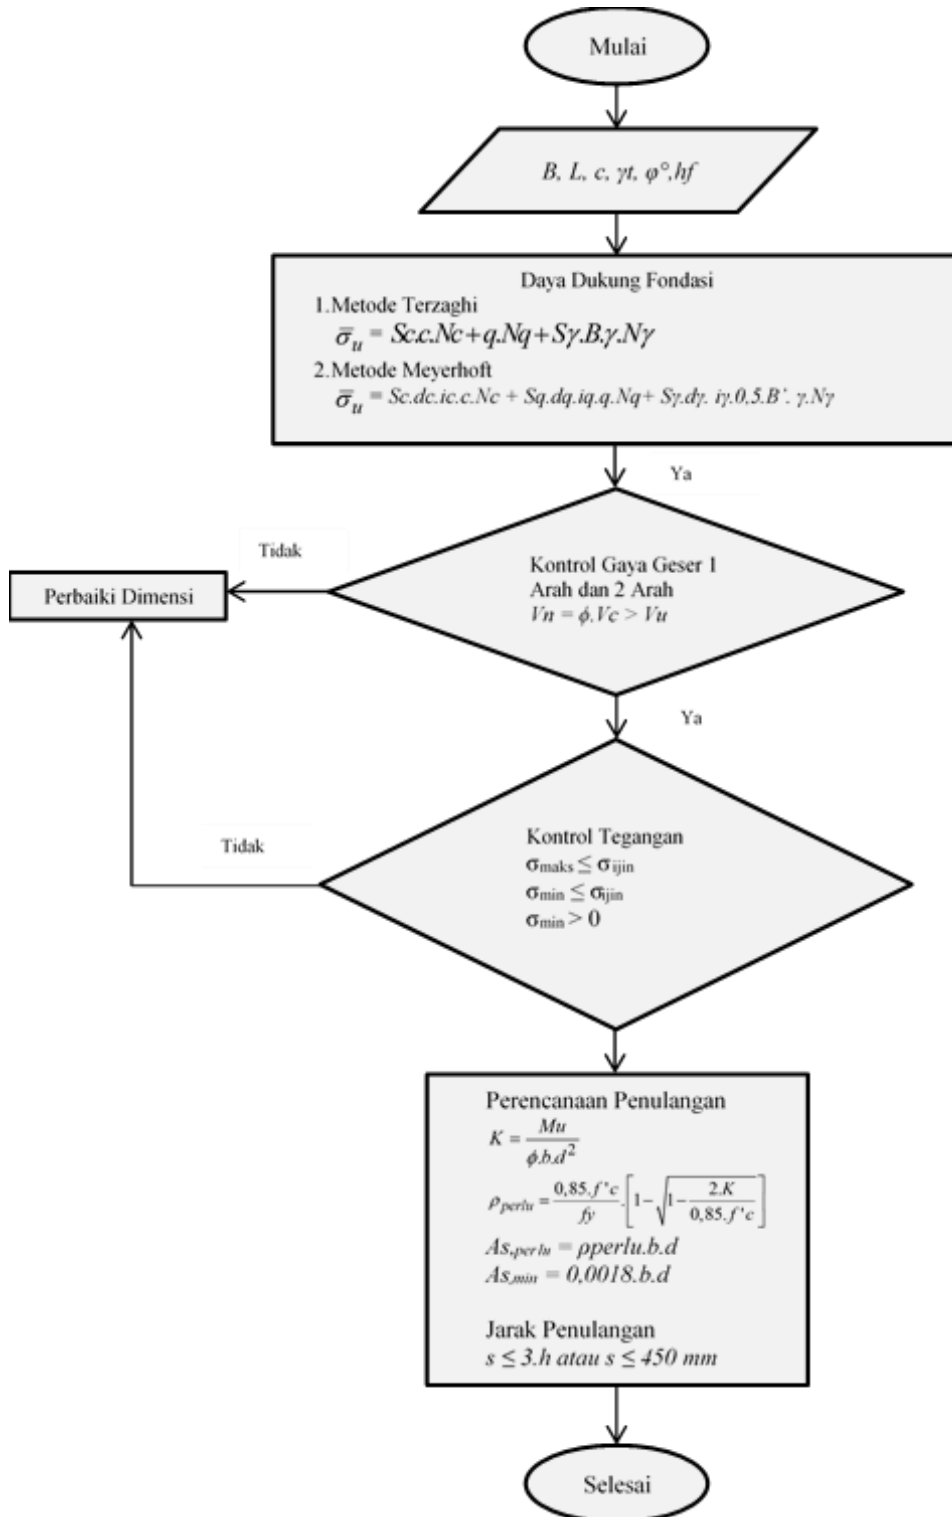 Mulai
B, L, c, γt, φ°,hf
Daya Dukung Fondasi
1.Metode Terzaghi
σ̅u = Sc.c.Nc+q.Nq+Sγ.B.γ.Nγ
2.Metode Meyerhoft
σ̅u = Sc.dc.ic.c.Nc + Sq.dq.iq.q.Nq+ Sγ.dγ. iγ.0,5.B'. γ.Nγ
Ya
Kontrol Gaya Geser 1
Arah dan 2 Arah
Vn = ϕ.Vc > Vu
Tidak
Perbaiki Dimensi
Ya
Kontrol Tegangan
σmaks ≤ σijin
σmin ≤ σijin
σmin > 0
Tidak
Perencanaan Penulangan
K = Mu / ϕ.b.d²
ρperlu = 0,85.f'c / fy . [1 - √(1 - 2.K / 0,85.f'c)]
As,perlu = ρperlu.b.d
As,min = 0,0018.b.d
Jarak Penulangan
s ≤ 3.h atau s ≤ 450 mm
Selesai